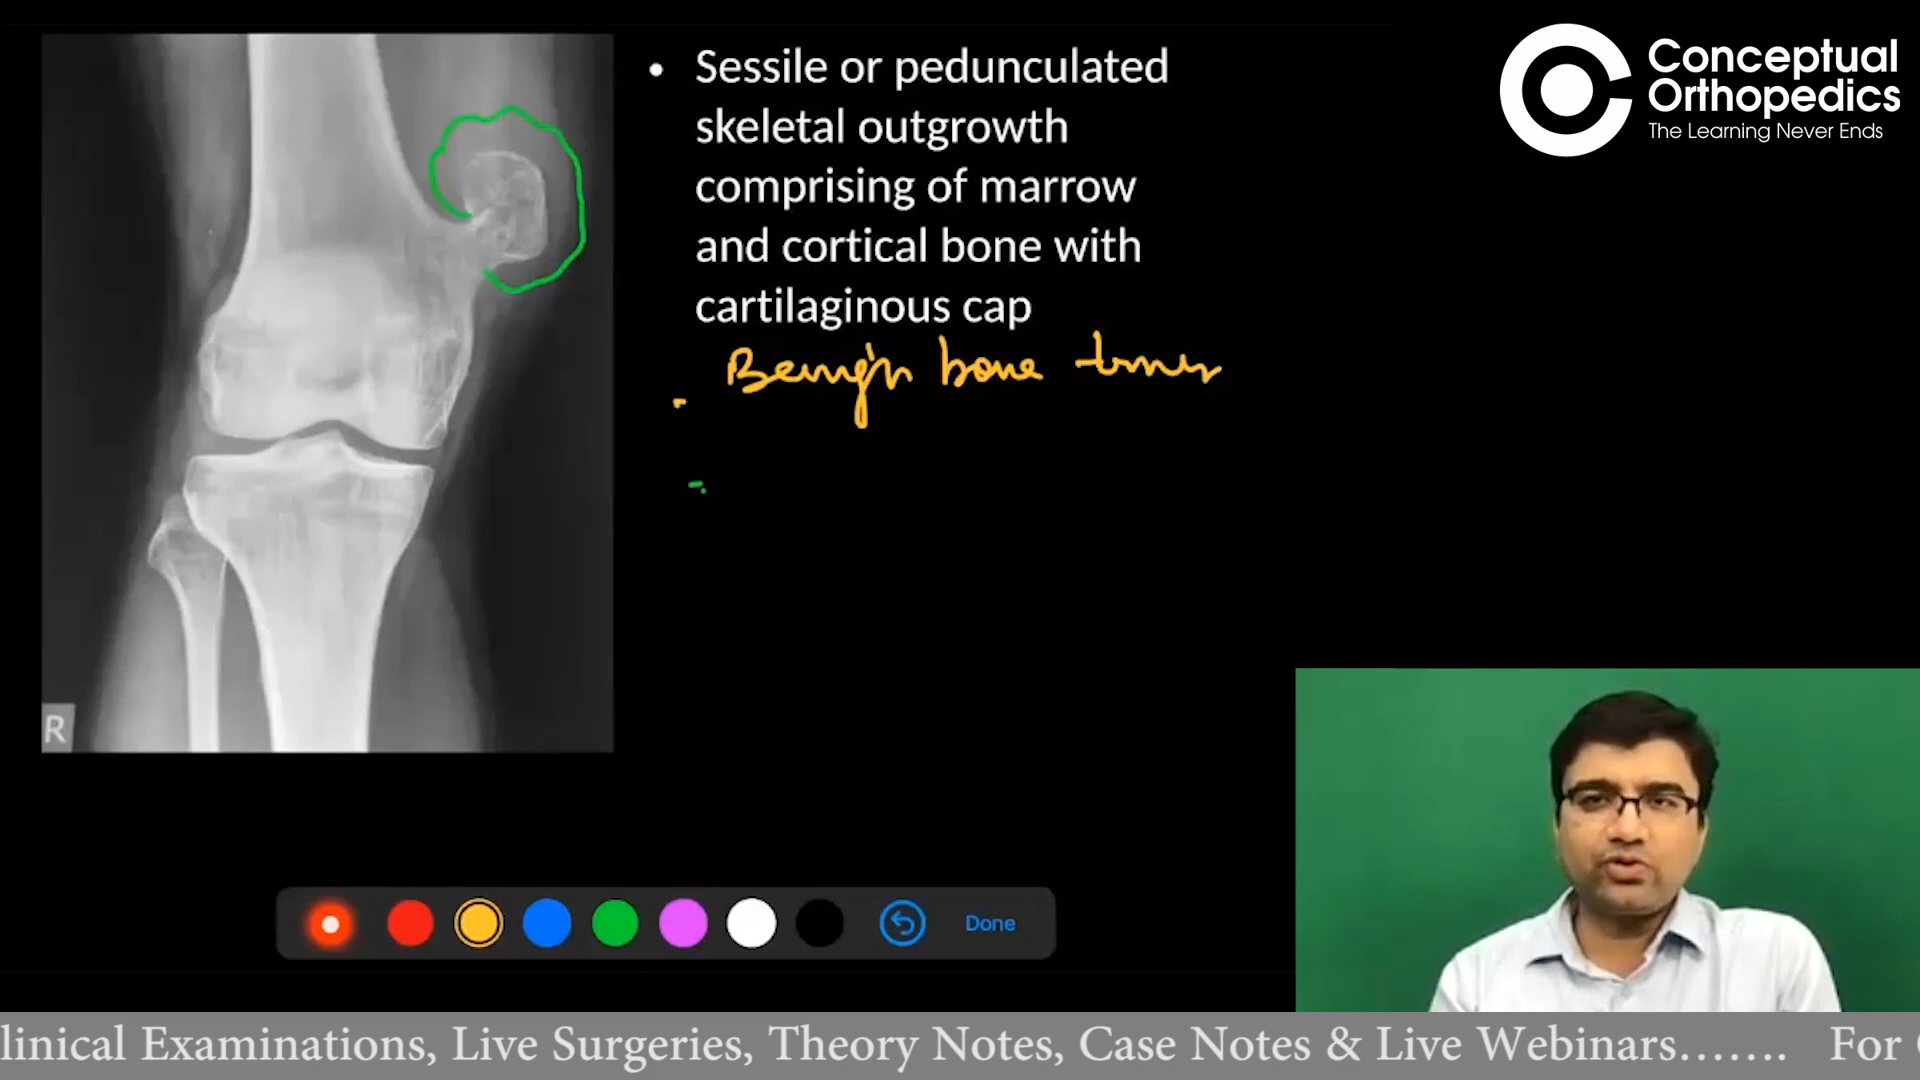 • Sessile or pedunculated
skeletal outgrowth
comprising of marrow
and cortical bone with
cartilaginous cap
Benign bone
Conceptual
Orthopedics
The Learning Never Ends
R
Done
linical Examinations, Live Surgeries, Theory Notes, Case Notes & Live Webinars....... For